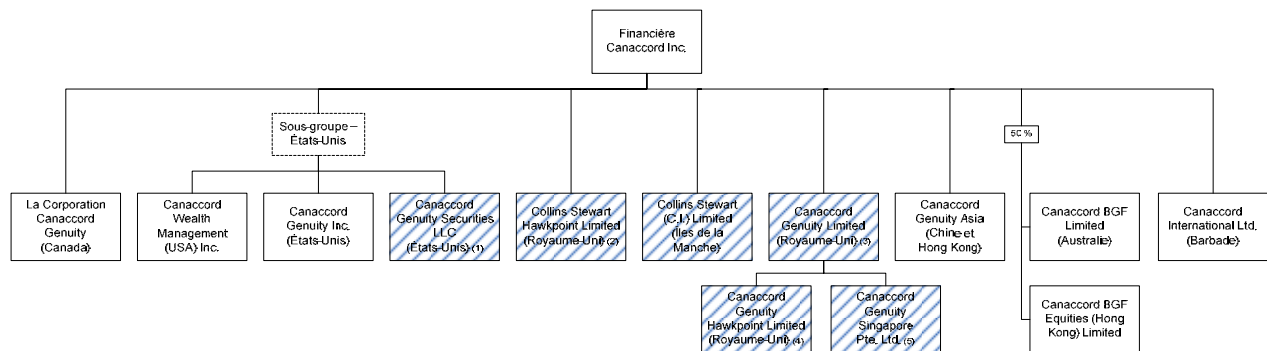 Financière
Canaccord Inc.
Sous-groupe –
États-Unis
50 %
La Corporation
Canaccord
Genuity
(Canada)
Canaccord
Wealth
Management
(USA) Inc.
Canaccord
Genuity Inc.
(États-Unis)
Canaccord
Genuity Securities
LLC
(États-Unis) (1)
Collins Stewart
Hawkpoint Limited
(Royaume-Uni) (2)
Collins Stewart
(C.I.) Limited
(Iles de la
Manche)
Canaccord
Genuity Limited
(Royaume-Uni) (3)
Canaccord
Genuity Asia
(Chine et
Hong Kong)
Canaccord BGF
Limited
(Australie)
Canaccord
International Ltd.
(Barbade)
Canaccord
Genuity
Hawkpoint Limited
(Royaume-Uni) (4)
Canaccord
Genuity
Singapore
Pte. Ltd. (5)
Canaccord BGF
Equities (Hong
Kong) Limited